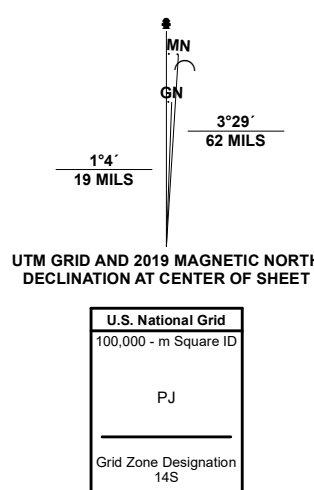 MN
GN
3°29´
62 MILS
1°4´
19 MILS
UTM GRID AND 2019 MAGNETIC NORTH
DECLINATION AT CENTER OF SHEET
U.S. National Grid
100,000 - m Square ID
PJ
Grid Zone Designation
14S